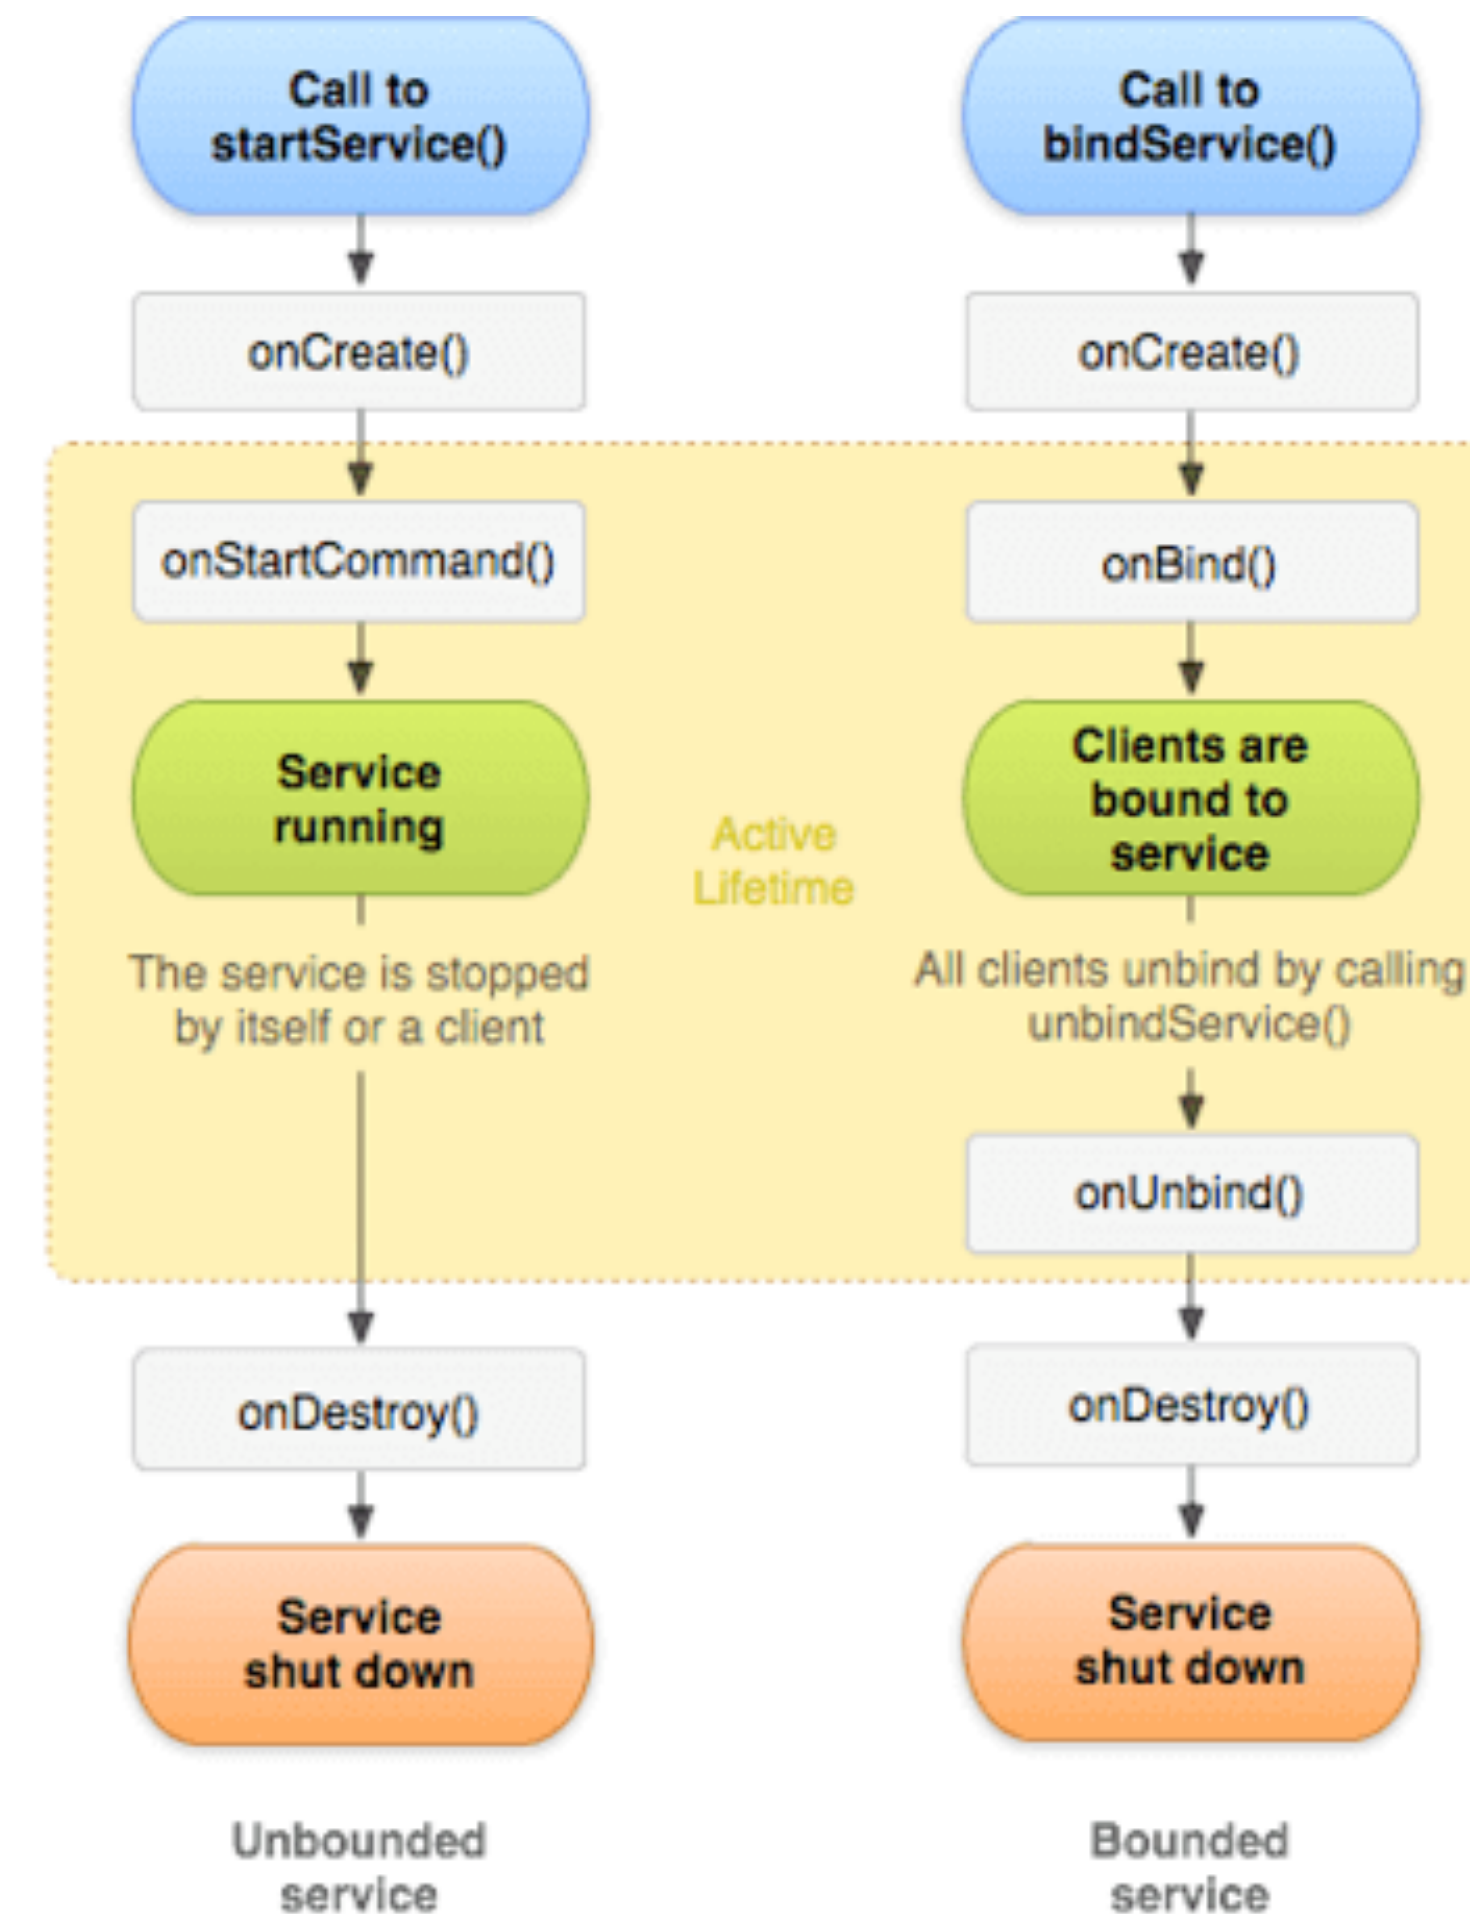 Call to
startService()
onCreate()
onStartCommand()
Service
running
The service is stopped
by itself or a client
onDestroy()
Service
shut down
Unbounded
service
Active
Lifetime
Call to
bindService()
onCreate()
onBind()
Clients are
bound to
service
All clients unbind by calling
unbindService()
onUnbind()
onDestroy()
Service
shut down
Bounded
service